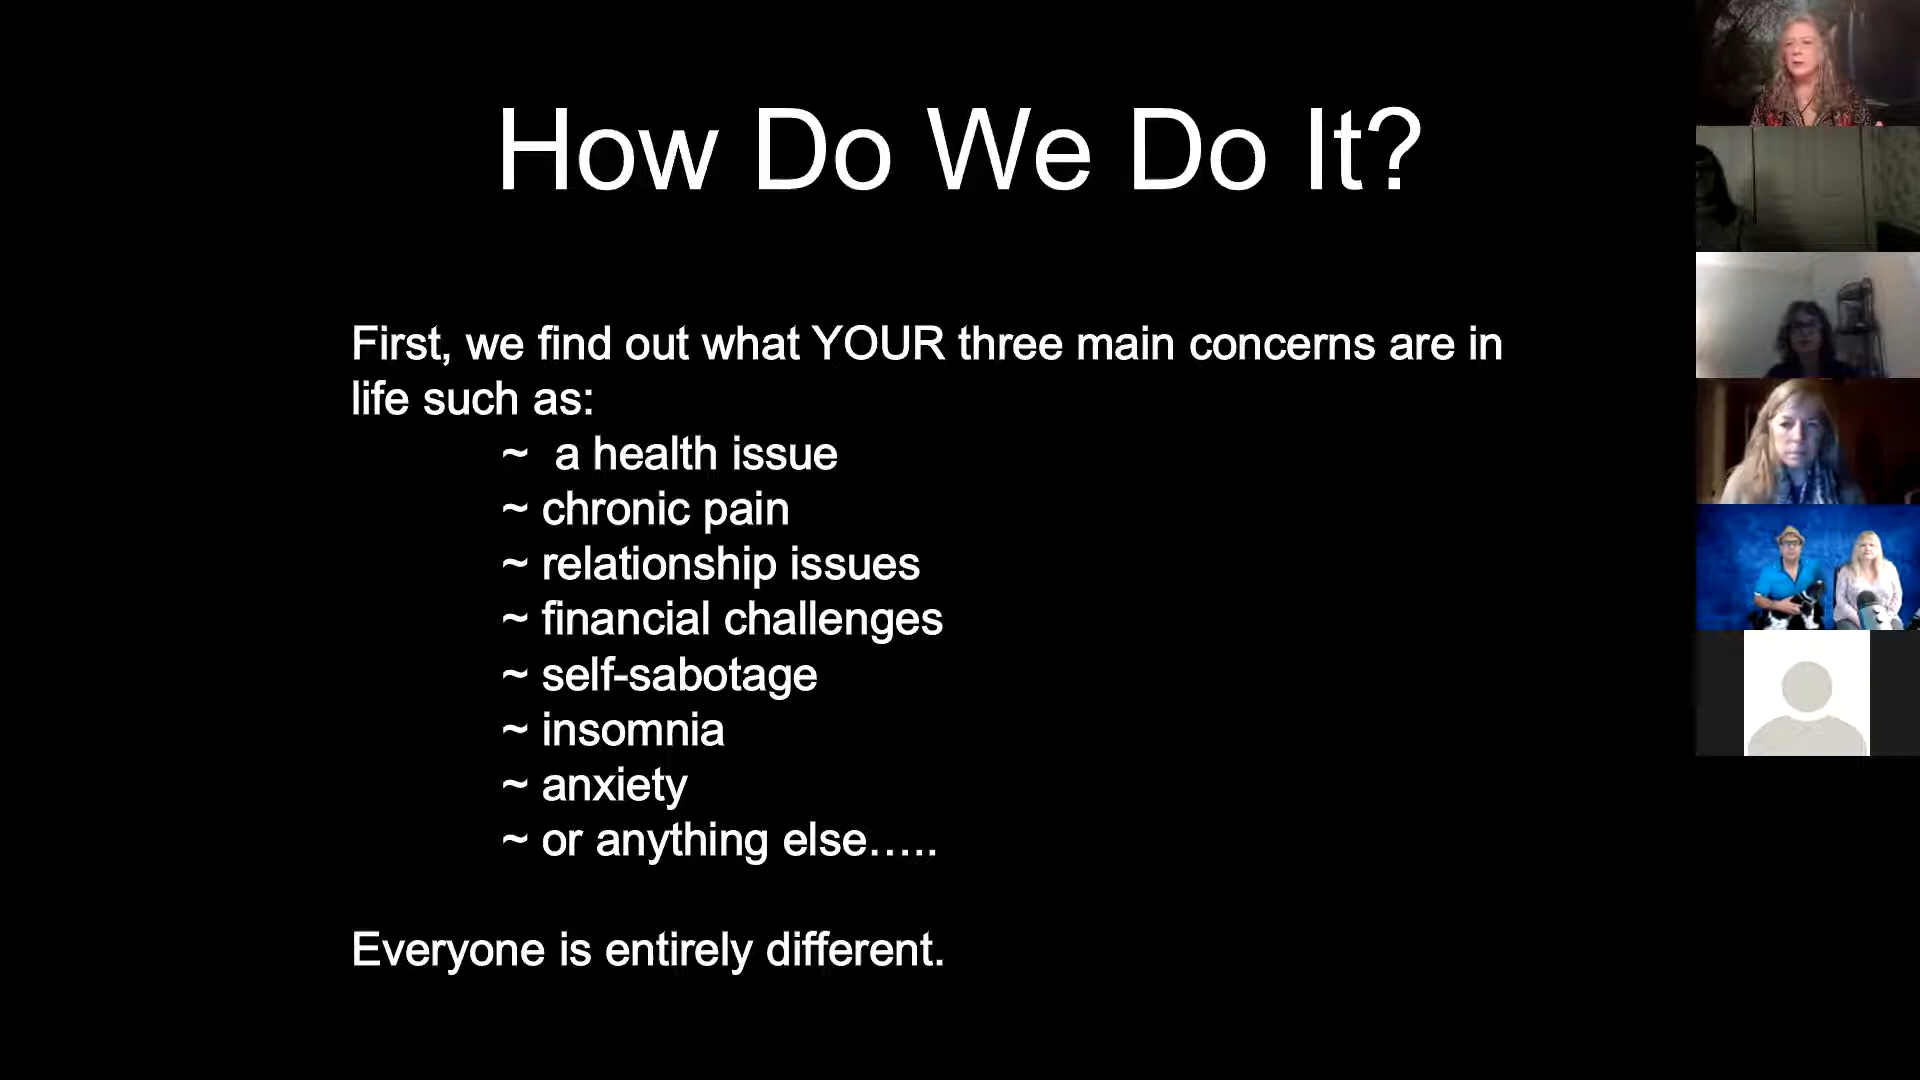 How Do We Do It?
First, we find out what YOUR three main concerns are in
life such as:
~ a health issue
~ chronic pain
~ relationship issues
~ financial challenges
~ self-sabotage
~ insomnia
~ anxiety
~ or anything else…..
Everyone is entirely different.